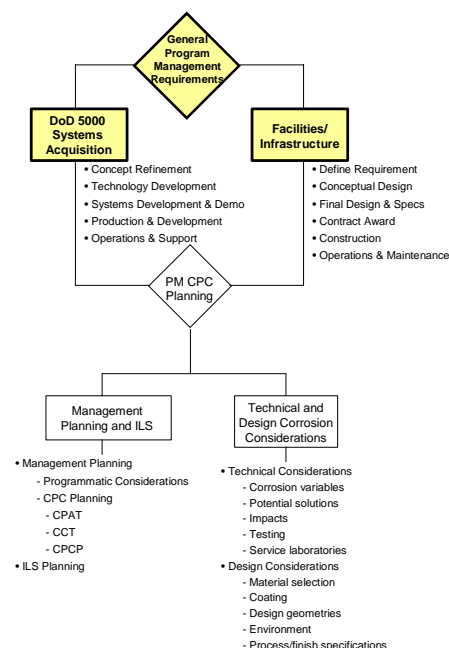 General
Program
Management
Requirements
DoD 5000
Systems
Acquisition
• Concept Refinement
• Technology Development
• Systems Development & Demo
• Production & Development
• Operations & Support
Facilities/
Infrastructure
• Define Requirement
• Conceptual Design
• Final Design & Specs
• Contract Award
• Construction
• Operations & Maintenance
PM CPC
Planning
Management
Planning and ILS
• Management Planning
- Programmatic Considerations
- CPC Planning
- CPAT
- CCT
- CPCP
• ILS Planning
Technical and
Design Corrosion
Considerations
• Technical Considerations
- Corrosion variables
- Potential solutions
- Impacts
- Testing
- Service laboratories
• Design Considerations
- Material selection
- Coating
- Design geometries
- Environment
- Process/finish specifications